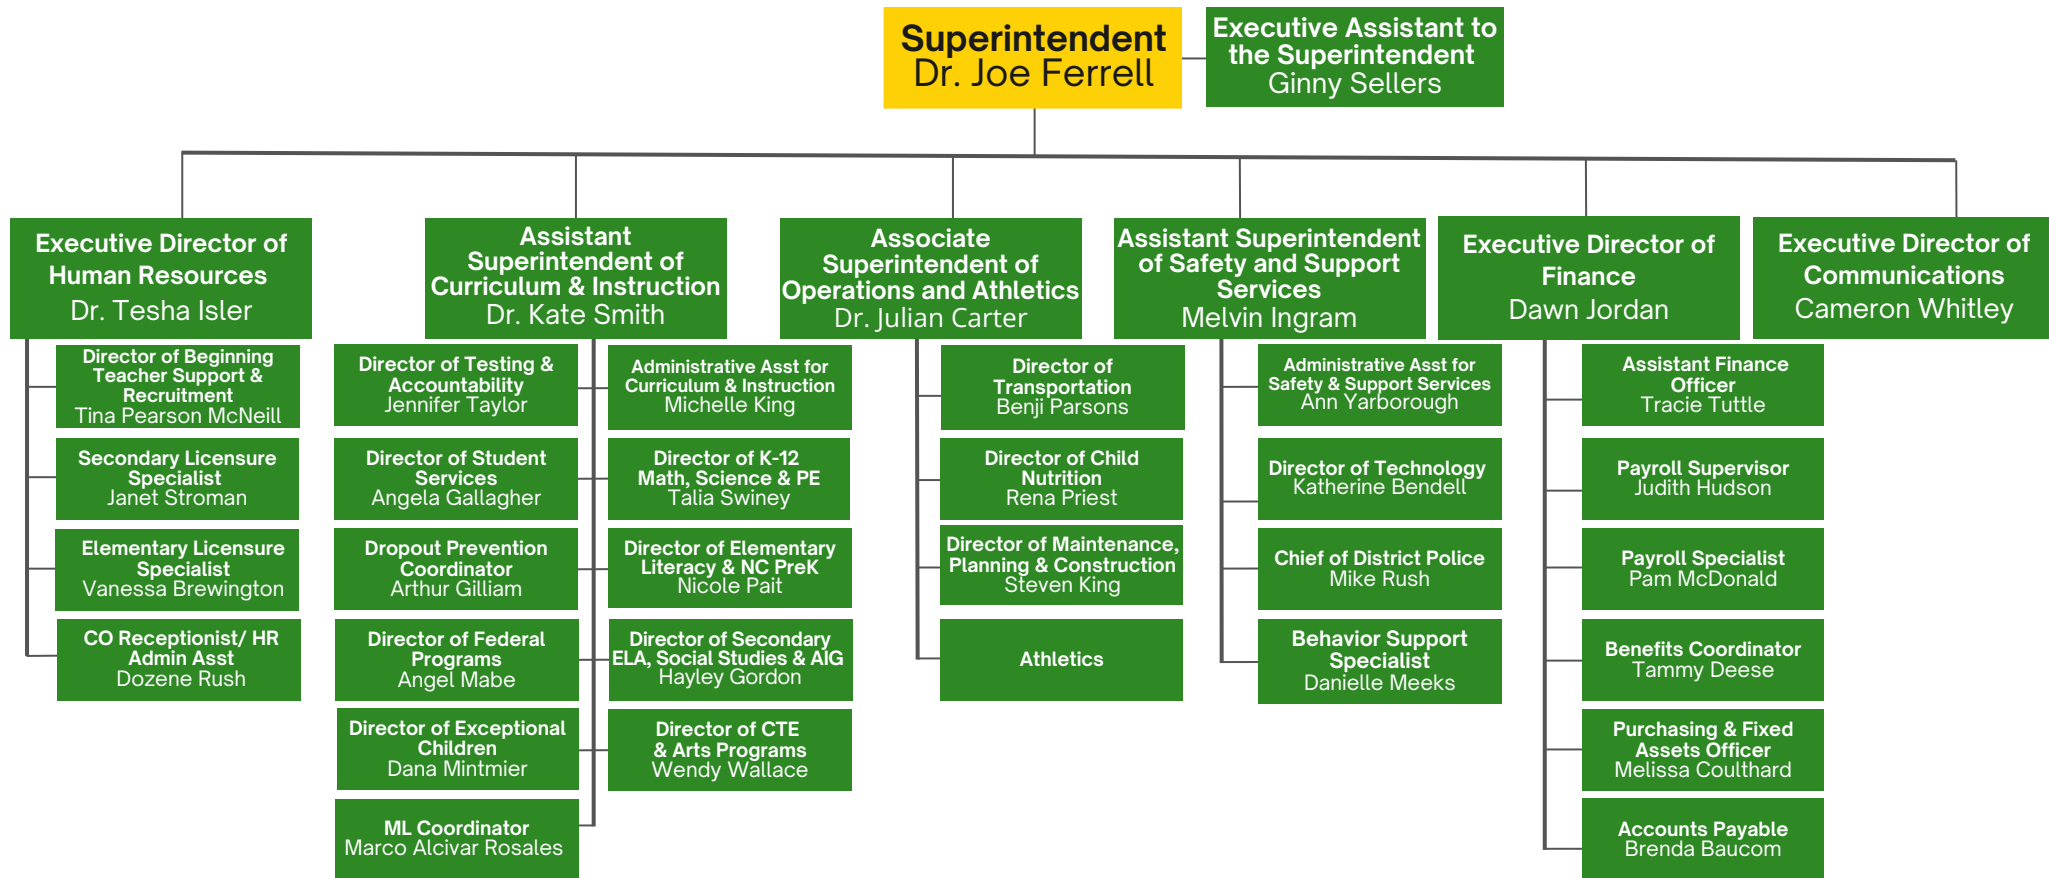 Superintendent
Dr. Joe Ferrell
Executive Assistant to
the Superintendent
Ginny Sellers
Executive Director of
Human Resources
Dr. Tesha Isler
Director of Beginning
Teacher Support &
Recruitment
Tina Pearson McNeill
Secondary Licensure
Specialist
Janet Stroman
Elementary Licensure
Specialist
Vanessa Brewington
CO Receptionist/ HR
Admin Asst
Dozene Rush
Assistant
Superintendent of
Curriculum & Instruction
Dr. Kate Smith
Director of Testing &
Accountability
Jennifer Taylor
Director of Student
Services
Angela Gallagher
Dropout Prevention
Coordinator
Arthur Gilliam
Director of Federal
Programs
Angel Mabe
Director of Exceptional
Children
Dana Mintmier
ML Coordinator
Marco Alcivar Rosales
Administrative Asst for
Curriculum & Instruction
Michelle King
Director of K-12
Math, Science & PE
Talia Swiney
Director of Elementary
Literacy & NC PreK
Nicole Pait
Director of Secondary
ELA, Social Studies & AIG
Hayley Gordon
Director of CTE
& Arts Programs
Wendy Wallace
Associate
Superintendent of
Operations and Athletics
Dr. Julian Carter
Director of
Transportation
Benji Parsons
Director of Child
Nutrition
Rena Priest
Director of Maintenance,
Planning & Construction
Steven King
Athletics
Assistant Superintendent
of Safety and Support
Services
Melvin Ingram
Administrative Asst for
Safety & Support Services
Ann Yarborough
Director of Technology
Katherine Bendell
Chief of District Police
Mike Rush
Behavior Support
Specialist
Danielle Meeks
Executive Director of
Finance
Dawn Jordan
Assistant Finance
Officer
Tracie Tuttle
Payroll Supervisor
Judith Hudson
Payroll Specialist
Pam McDonald
Benefits Coordinator
Tammy Deese
Purchasing & Fixed
Assets Officer
Melissa Coulthard
Accounts Payable
Brenda Baucom
Executive Director of
Communications
Cameron Whitley